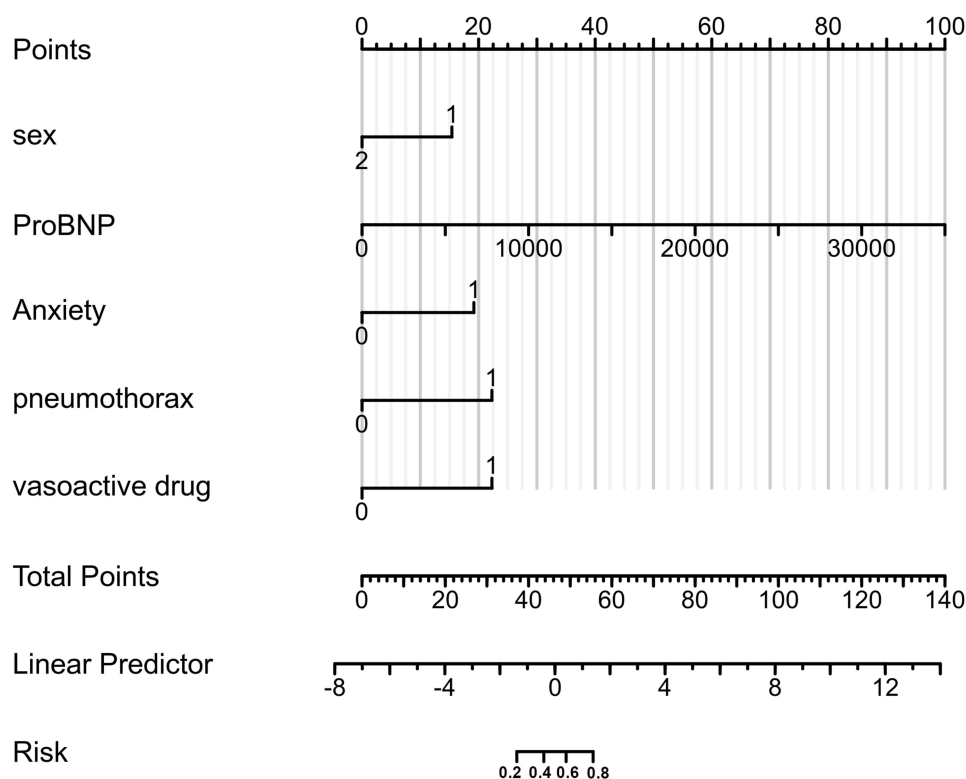 Points
0 20 40 60 80 100
sex
1
2
ProBNP
0 10000 20000 30000
Anxiety
1
0
pneumothorax
1
0
vasoactive drug
1
0
Total Points
0 20 40 60 80 100 120 140
Linear Predictor
-8 -4 0 4 8 12
Risk
0.2 0.4 0.6 0.8